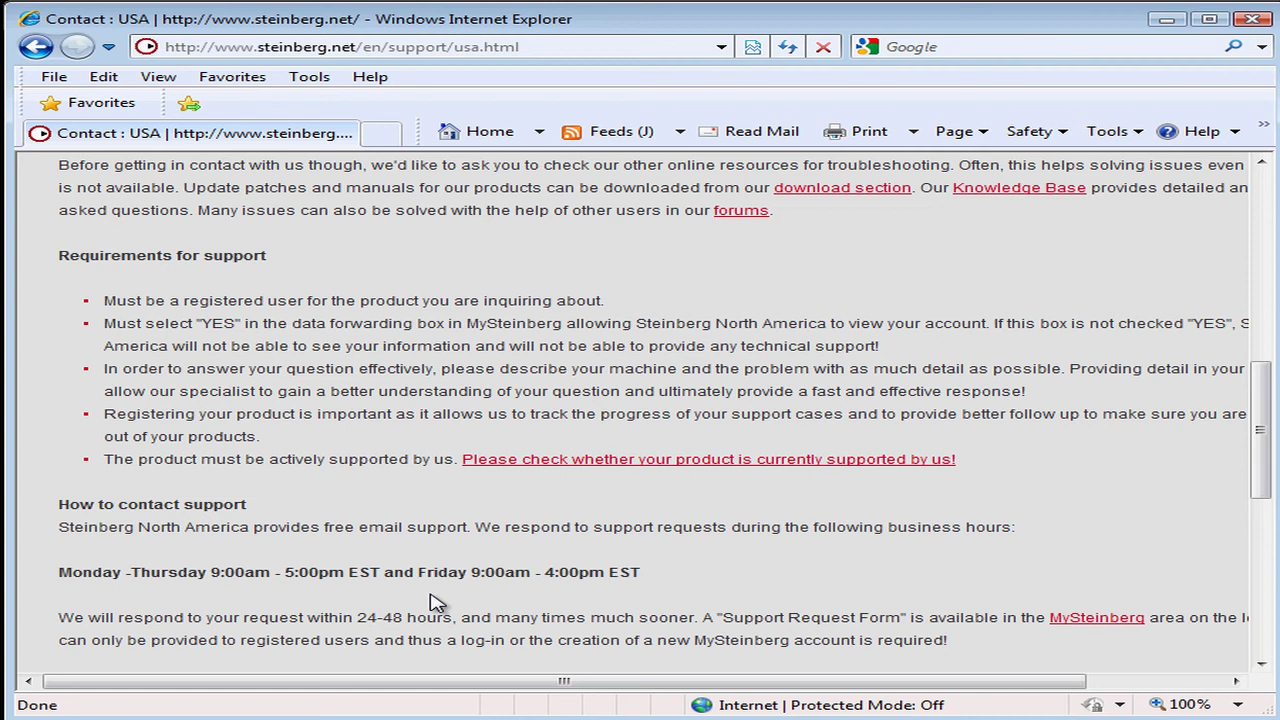 Contact : USA | http://www.steinberg.net/ - Windows Internet Explorer
http://www.steinberg.net/en/support/usa.html
Google
File Edit View Favorites Tools Help
Favorites
Contact : USA | http://www.steinberg.... Home Feeds (J) Read Mail Print Page Safety Tools Help »
Before getting in contact with us though, we'd like to ask you to check our other online resources for troubleshooting. Often, this helps solving issues even
is not available. Update patches and manuals for our products can be downloaded from our download section. Our Knowledge Base provides detailed an
asked questions. Many issues can also be solved with the help of other users in our forums.
Requirements for support
Must be a registered user for the product you are inquiring about.
Must select "YES" in the data forwarding box in MySteinberg allowing Steinberg North America to view your account. If this box is not checked "YES", S
America will not be able to see your information and will not be able to provide any technical support!
In order to answer your question effectively, please describe your machine and the problem with as much detail as possible. Providing detail in your
allow our specialist to gain a better understanding of your question and ultimately provide a fast and effective response!
Registering your product is important as it allows us to track the progress of your support cases and to provide better follow up to make sure you are
out of your products.
The product must be actively supported by us. Please check whether your product is currently supported by us!
How to contact support
Steinberg North America provides free email support. We respond to support requests during the following business hours:
Monday -Thursday 9:00am - 5:00pm EST and Friday 9:00am - 4:00pm EST
We will respond to your request within 24-48 hours, and many times much sooner. A "Support Request Form" is available in the MySteinberg area on the
can only be provided to registered users and thus a log-in or the creation of a new MySteinberg account is required!
Done
Internet | Protected Mode: Off
100%